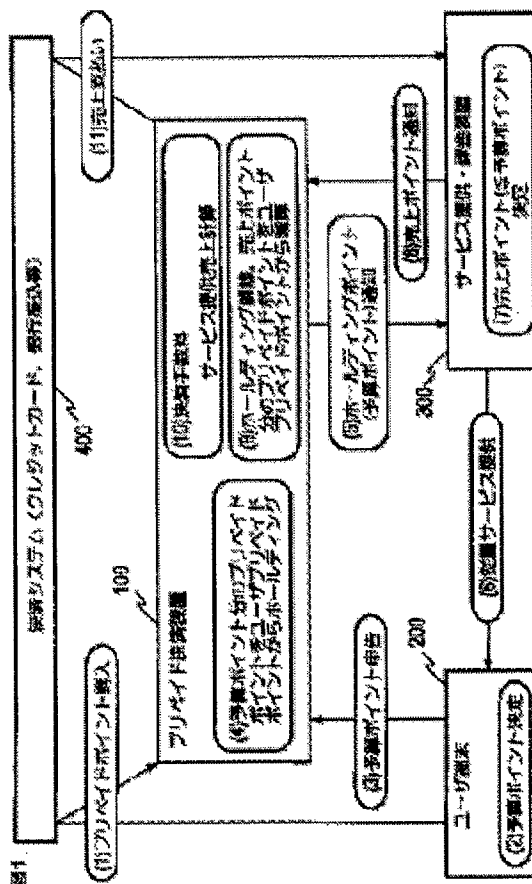 図1
決済システム(クレジットカード、銀行振込等)
400
(1)プリペイドポイント購入
(11)売上支払い
100
プリペイド決済装置
(4)予算ポイント分のプリペイド
ポイントをユーザプリペイド
ポイントからホールディング
(10)決済手数料
サービス提供売上計算
(9)ホールディング解除、売上ポイント
分のプリペイドポイントをユーザ
プリペイドポイントから
(3)予算ポイント申告
(5)ホールディングポイント
(予算ポイント)通知
(8)売上ポイント通知
200
ユーザ端末
(2)予算ポイント決定
(6)従量サービス提供
300
サービス提供・課金装置
(7)売上ポイント(≦予算ポイント)
決定